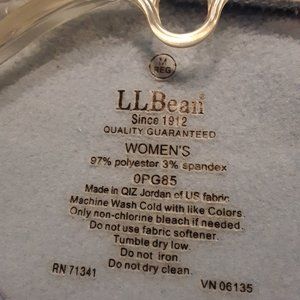 M
REG
LLBean
Since 1912
QUALITY GUARANTEED
WOMEN'S
97% polyester 3% spandex
0PG85
Made in QIZ Jordan of US fabric
Machine Wash Cold with like Colors.
Only non-chlorine bleach if needed.
Do not use fabric softener.
Tumble dry low.
Do not iron
Do not dry clean.
RN 71341 VN 06135